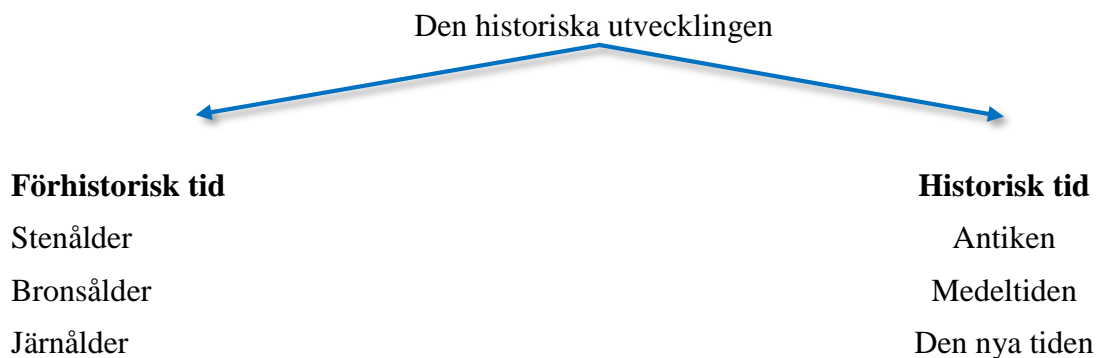 Den historiska utvecklingen
Förhistorisk tid
Historisk tid
Stenålder
Antiken
Bronsålder
Medeltiden
Järnålder
Den nya tiden